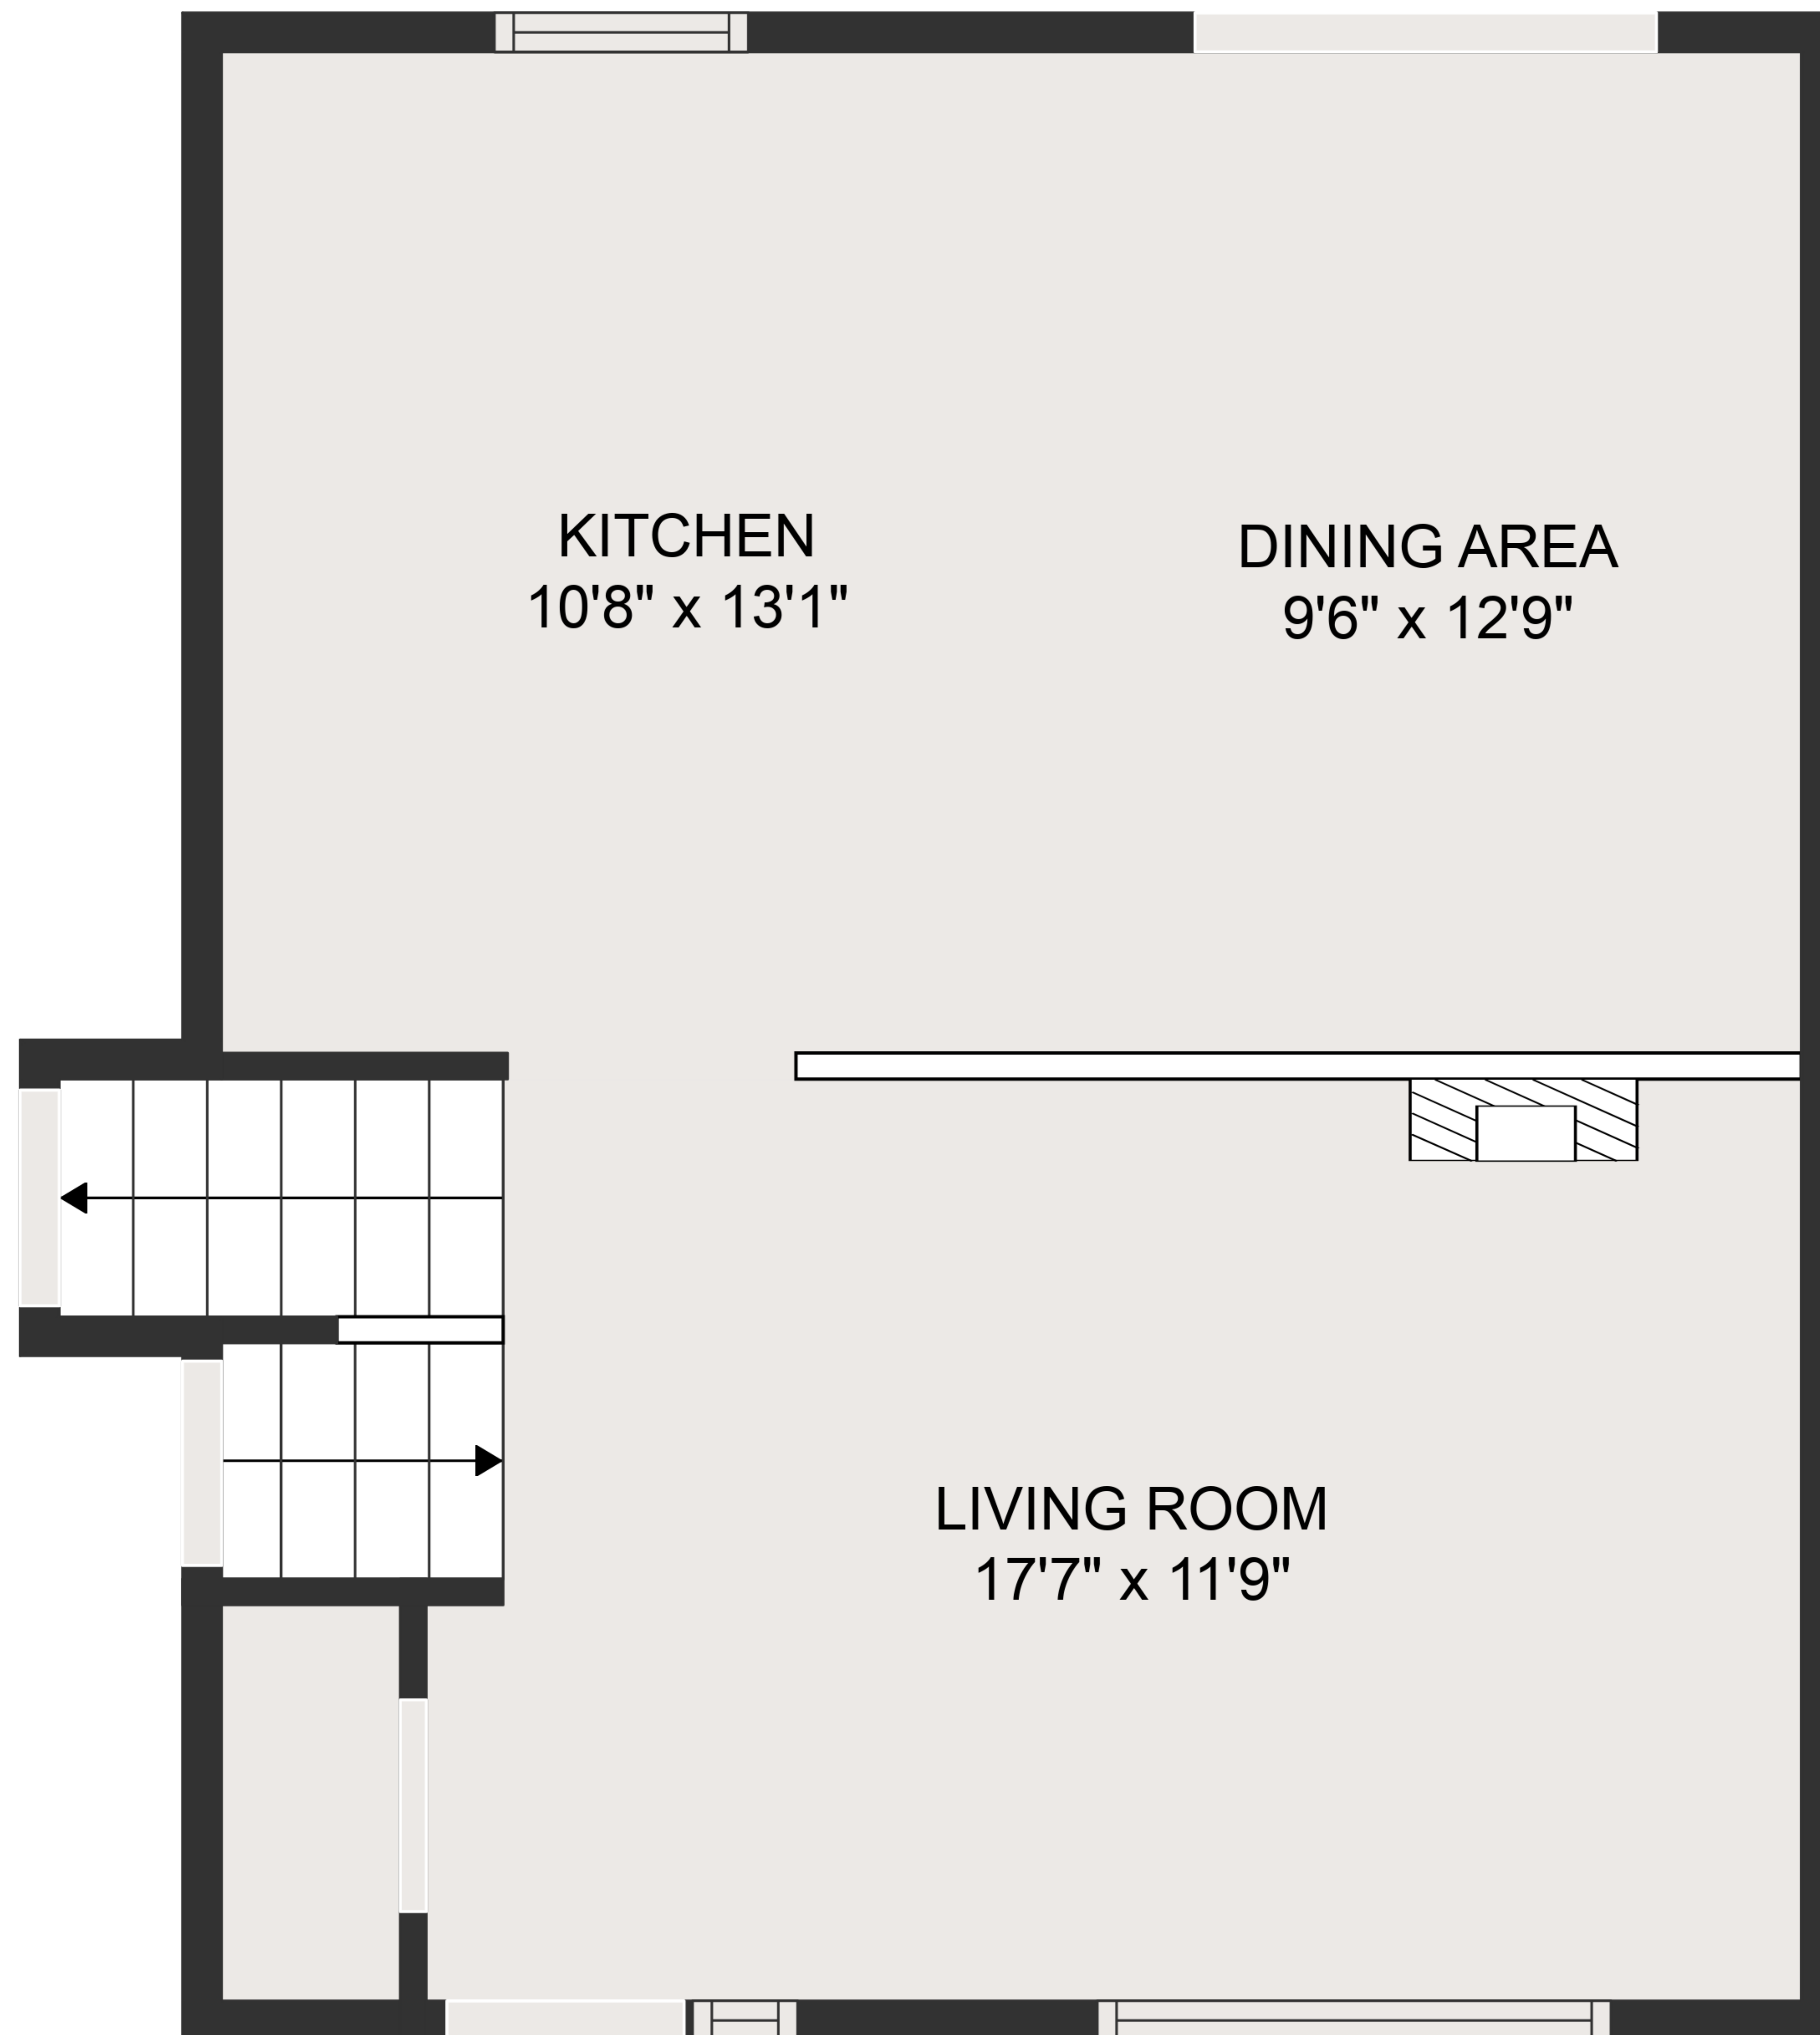 KITCHEN
10'8" x 13'1"
DINING AREA
9'6" x 12'9"
LIVING ROOM
17'7" x 11'9"